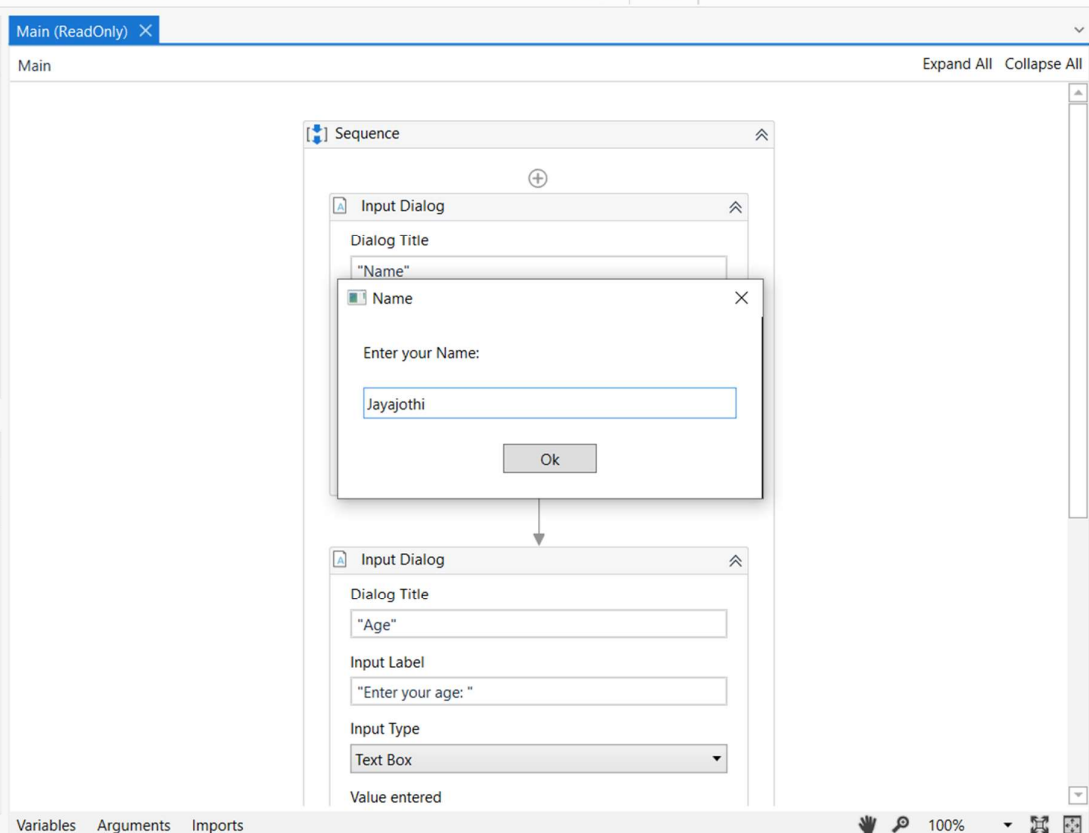 Main (ReadOnly)
Main
Expand All Collapse All
Sequence
Input Dialog
Dialog Title
"Name"
Name
Enter your Name:
Jayajothi
Ok
Input Dialog
Dialog Title
"Age"
Input Label
"Enter your age: "
Input Type
Text Box
Value entered
Variables Arguments Imports
100%